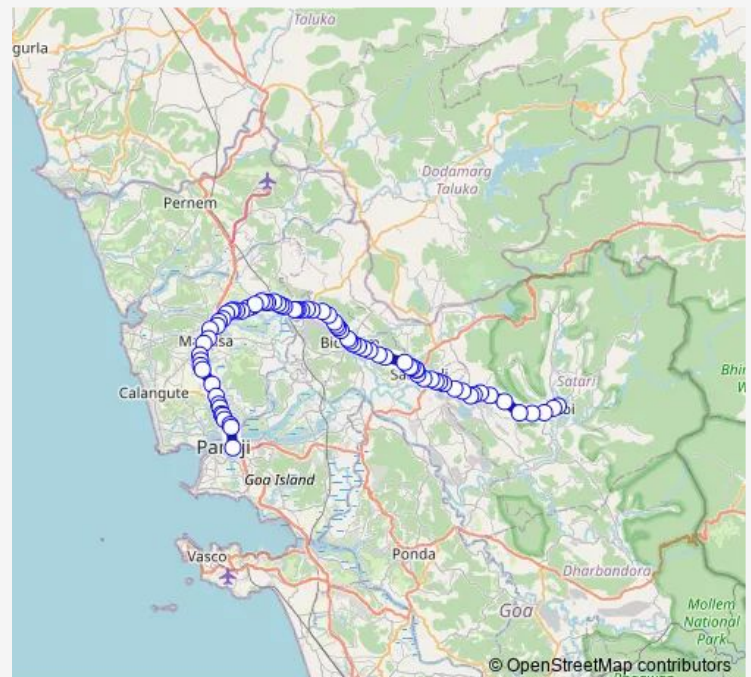 Taluka
gurla
Dodamarg
Taluka
Pernem
Calangute
Satari
Goa Island
Vasco
Ponda
Dharbandora
Goa
Mollem
National
Park
© OpenStreetMap contributors